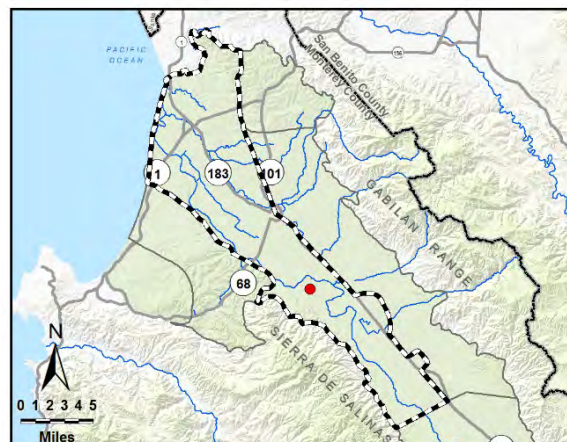 1
PACIFIC
OCEAN
San Benito County
Monterey County
156
1
183
01
GABILAN RANGE
68
SIERRA DE SALINAS
N
0 1 2 3 4 5
Miles